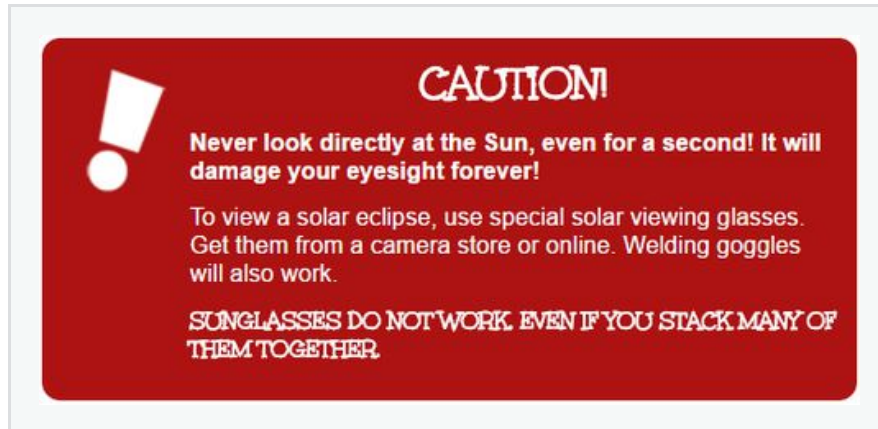 CAUTION!
Never look directly at the Sun, even for a second! It will
damage your eyesight forever!
To view a solar eclipse, use special solar viewing glasses.
Get them from a camera store or online. Welding goggles
will also work.
SUNGLASSES DO NOT WORK. EVEN IF YOU STACK MANY OF
THEM TOGETHER.